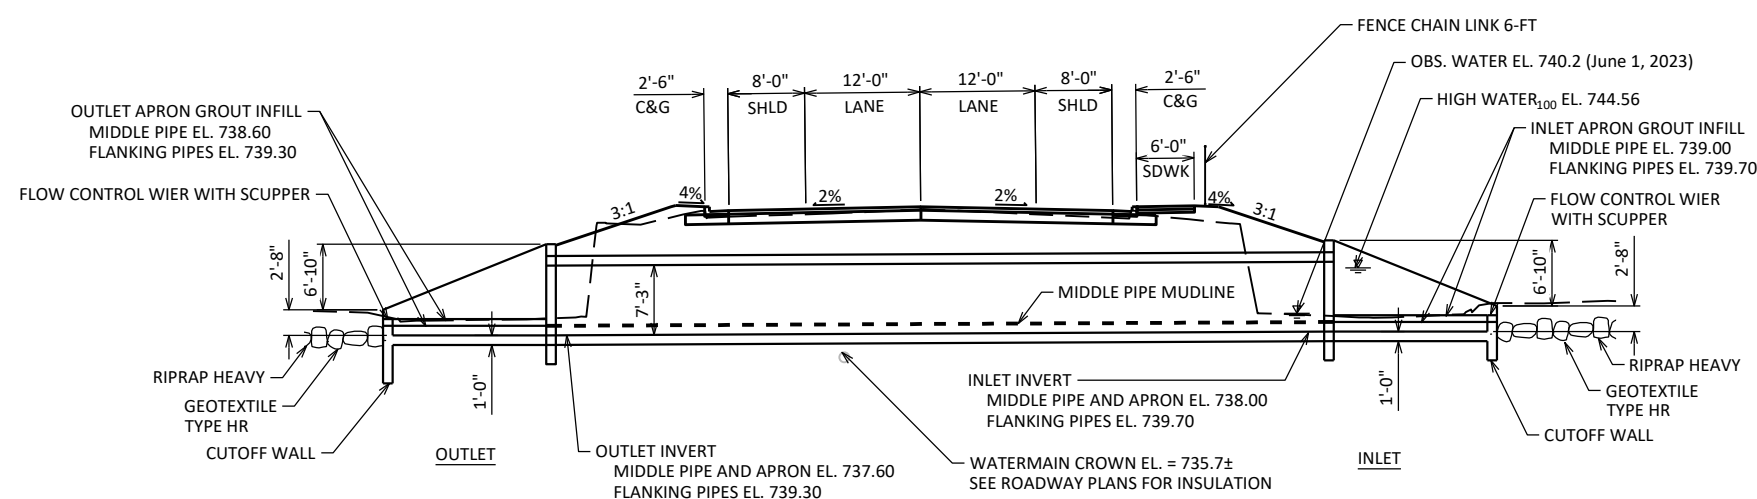 FENCE CHAIN LINK 6-FT
OBS. WATER EL. 740.2 (June 1, 2023)
HIGH WATER100 EL. 744.56
2'-6"
C&G
8'-0"
SHLD
12'-0"
LANE
12'-0"
LANE
8'-0"
SHLD
2'-6"
C&G
6'-0"
SDWK
OUTLET APRON GROUT INFILL
MIDDLE PIPE EL. 738.60
FLANKING PIPES EL. 739.30
FLOW CONTROL WIER WITH SCUPPER
INLET APRON GROUT INFILL
MIDDLE PIPE EL. 739.00
FLANKING PIPES EL. 739.70
FLOW CONTROL WIER
WITH SCUPPER
3:1
4%
2%
2%
4%
3:1
2'-8"
6'-10"
7'-3"
MIDDLE PIPE MUDLINE
6'-10"
2'-8"
RIPRAP HEAVY
GEOTEXTILE
TYPE HR
CUTOFF WALL
1'-0"
OUTLET
OUTLET INVERT
MIDDLE PIPE AND APRON EL. 737.60
FLANKING PIPES EL. 739.30
INLET INVERT
MIDDLE PIPE AND APRON EL. 738.00
FLANKING PIPES EL. 739.70
WATERMAIN CROWN EL. = 735.7±
SEE ROADWAY PLANS FOR INSULATION
1'-0"
INLET
RIPRAP HEAVY
GEOTEXTILE
TYPE HR
CUTOFF WALL